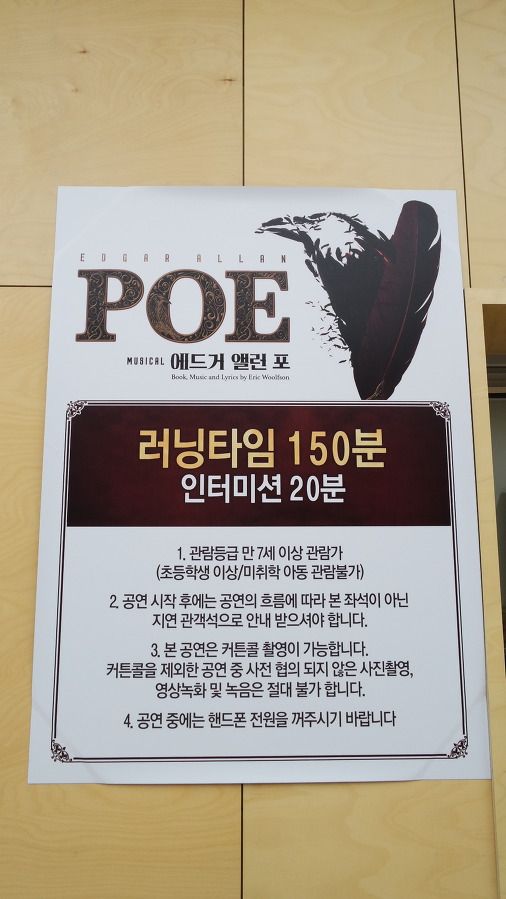 EDGAR ALLAN
POE
MUSICAL 에드거 앨런 포
Book, Music and Lyrics by Eric Woolfson
러닝타임 150분
인터미션 20분
1. 관람등급 만 7세 이상 관람가
(초등학생 이상/미취학 아동 관람불가)
2. 공연 시작 후에는 공연의 흐름에 따라 본 좌석이 아닌
지연 관객석으로 안내 받으셔야 합니다.
3. 본 공연은 커튼콜 촬영이 가능합니다.
커튼콜을 제외한 공연 중 사전 협의 되지 않은 사진촬영,
영상녹화 및 녹음은 절대 불가 합니다.
4. 공연 중에는 핸드폰 전원을 꺼주시기 바랍니다